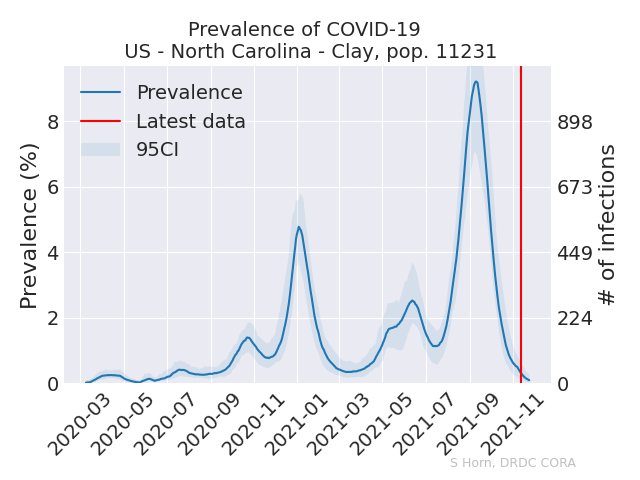 Prevalence of COVID-19
US - North Carolina - Clay, pop. 11231
Prevalence
Latest data
95CI
Prevalence (%)
8
6
4
2
0
898
673
449
224
0
# of infections
2020-03
2020-05
2020-07
2020-09
2020-11
2021-01
2021-03
2021-05
2021-07
2021-09
2021-11
S Horn, DRDC CORA